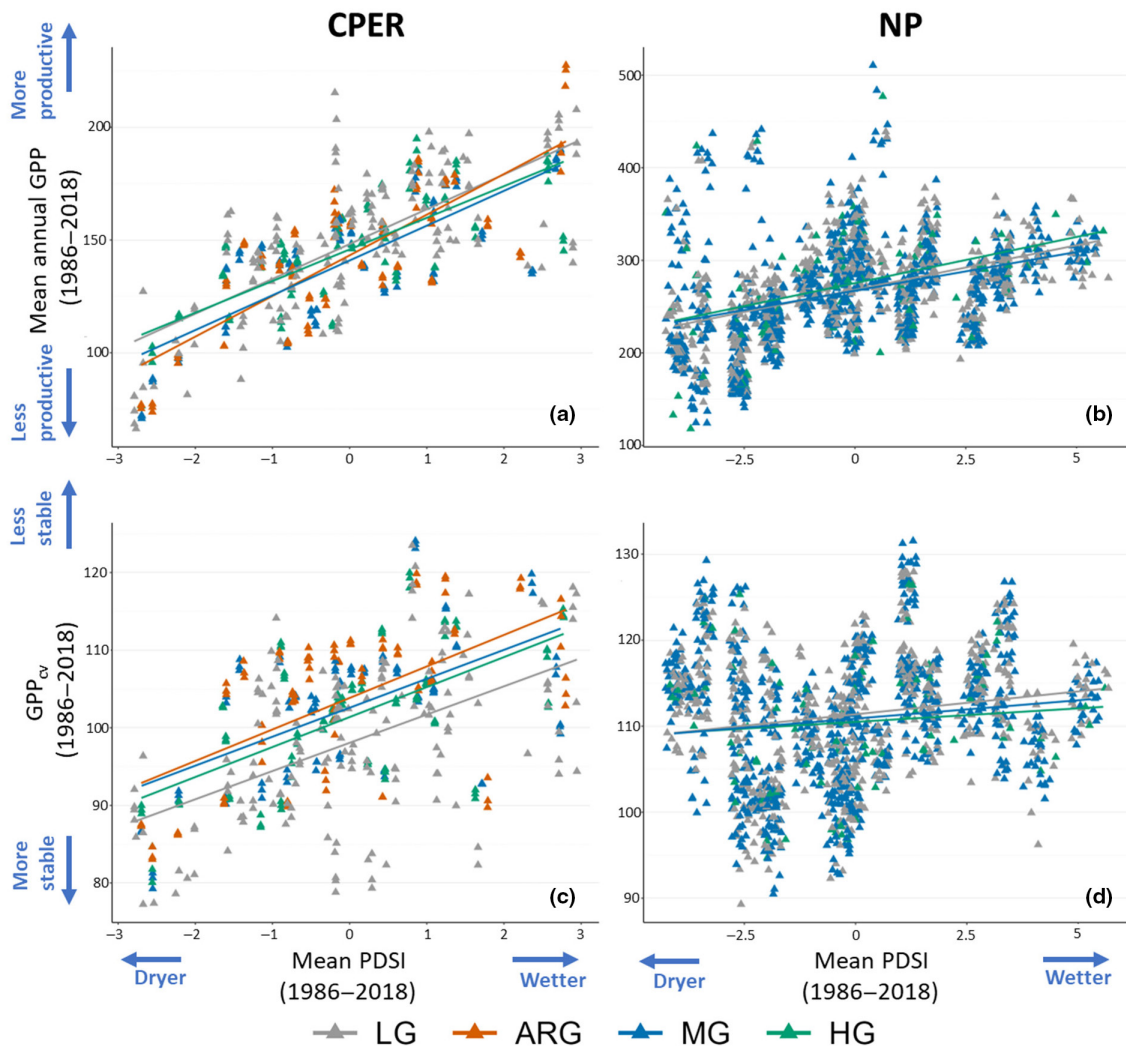 CPER
NP
More productive
Mean annual GPP
(1986–2018)
Less productive
200
150
100
(a)
−3
−2
−1
0
1
2
3
500
400
300
200
100
(b)
−2.5
0
2.5
5
Less stable
GPPcv
(1986–2018)
More stable
120
110
100
90
80
(c)
−3
−2
−1
0
1
2
3
130
120
110
100
90
(d)
−2.5
0
2.5
5
Dryer
Mean PDSI
(1986–2018)
Wetter
Dryer
Mean PDSI
(1986–2018)
Wetter
LG ARG MG HG